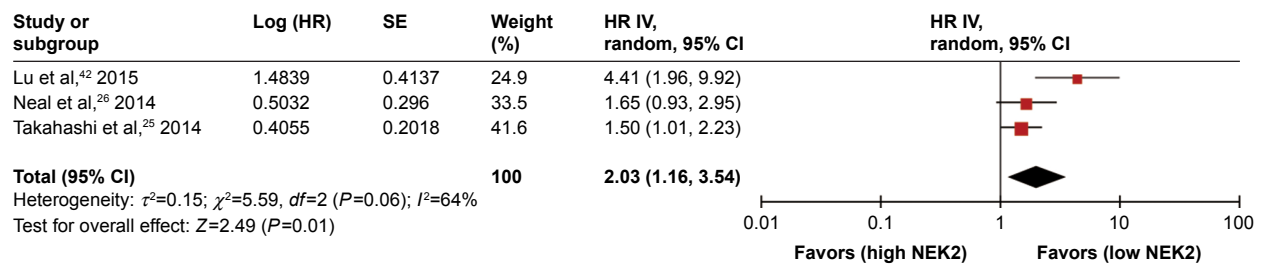 Study or subgroup Log (HR) SE Weight (%) HR IV, random, 95% CI HR IV, random, 95% CI
Lu et al,⁴² 2015 1.4839 0.4137 24.9 4.41 (1.96, 9.92)
Neal et al,²⁶ 2014 0.5032 0.296 33.5 1.65 (0.93, 2.95)
Takahashi et al,²⁵ 2014 0.4055 0.2018 41.6 1.50 (1.01, 2.23)
Total (95% CI) 100 2.03 (1.16, 3.54)
Heterogeneity: τ²=0.15; χ²=5.59, df=2 (P=0.06); I²=64%
Test for overall effect: Z=2.49 (P=0.01)
0.01 0.1 1 10 100
Favors (high NEK2) Favors (low NEK2)